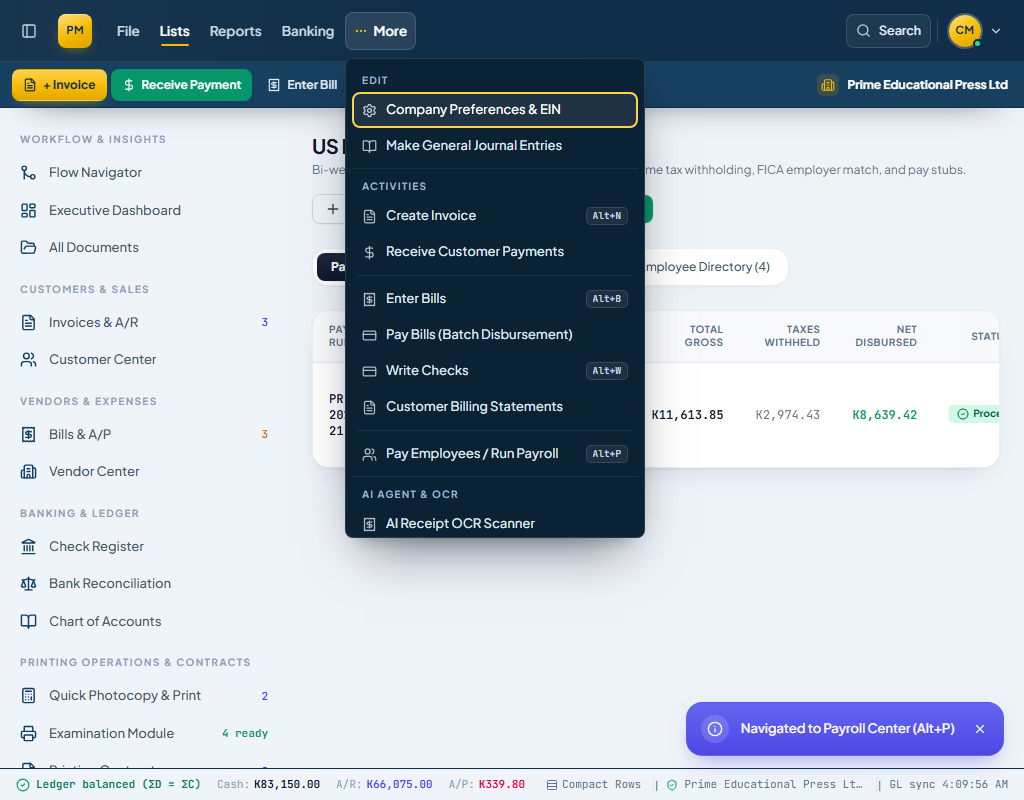 PM
File
Lists
Reports
Banking
··· More
Search
CM
+ Invoice
Receive Payment
Enter Bill
Prime Educational Press Ltd
EDIT
Company Preferences & EIN
Make General Journal Entries
ACTIVITIES
Create Invoice Alt+N
Receive Customer Payments
Enter Bills Alt+B
Pay Bills (Batch Disbursement)
Write Checks Alt+W
Customer Billing Statements
Pay Employees / Run Payroll Alt+P
AI AGENT & OCR
AI Receipt OCR Scanner
WORKFLOW & INSIGHTS
Flow Navigator
Executive Dashboard
All Documents
CUSTOMERS & SALES
Invoices & A/R 3
Customer Center
VENDORS & EXPENSES
Bills & A/P 3
Vendor Center
BANKING & LEDGER
Check Register
Bank Reconciliation
Chart of Accounts
PRINTING OPERATIONS & CONTRACTS
Quick Photocopy & Print 2
Examination Module 4 ready
US
Bi-we
me tax withholding, FICA employer match, and pay stubs.
+
Pa
mployee Directory (4)
PAY
RU
TOTAL
GROSS
TAXES
WITHHELD
NET
DISBURSED
STATU
PR
20
21
K11,613.85
K2,974.43
K8,639.42
Proce
Navigated to Payroll Center (Alt+P)
Ledger balanced (ΣD = ΣC)
Cash: K83,150.00
A/R: K66,075.00
A/P: K339.80
Compact Rows
| Prime Educational Press Lt…
| GL sync 4:09:56 AM